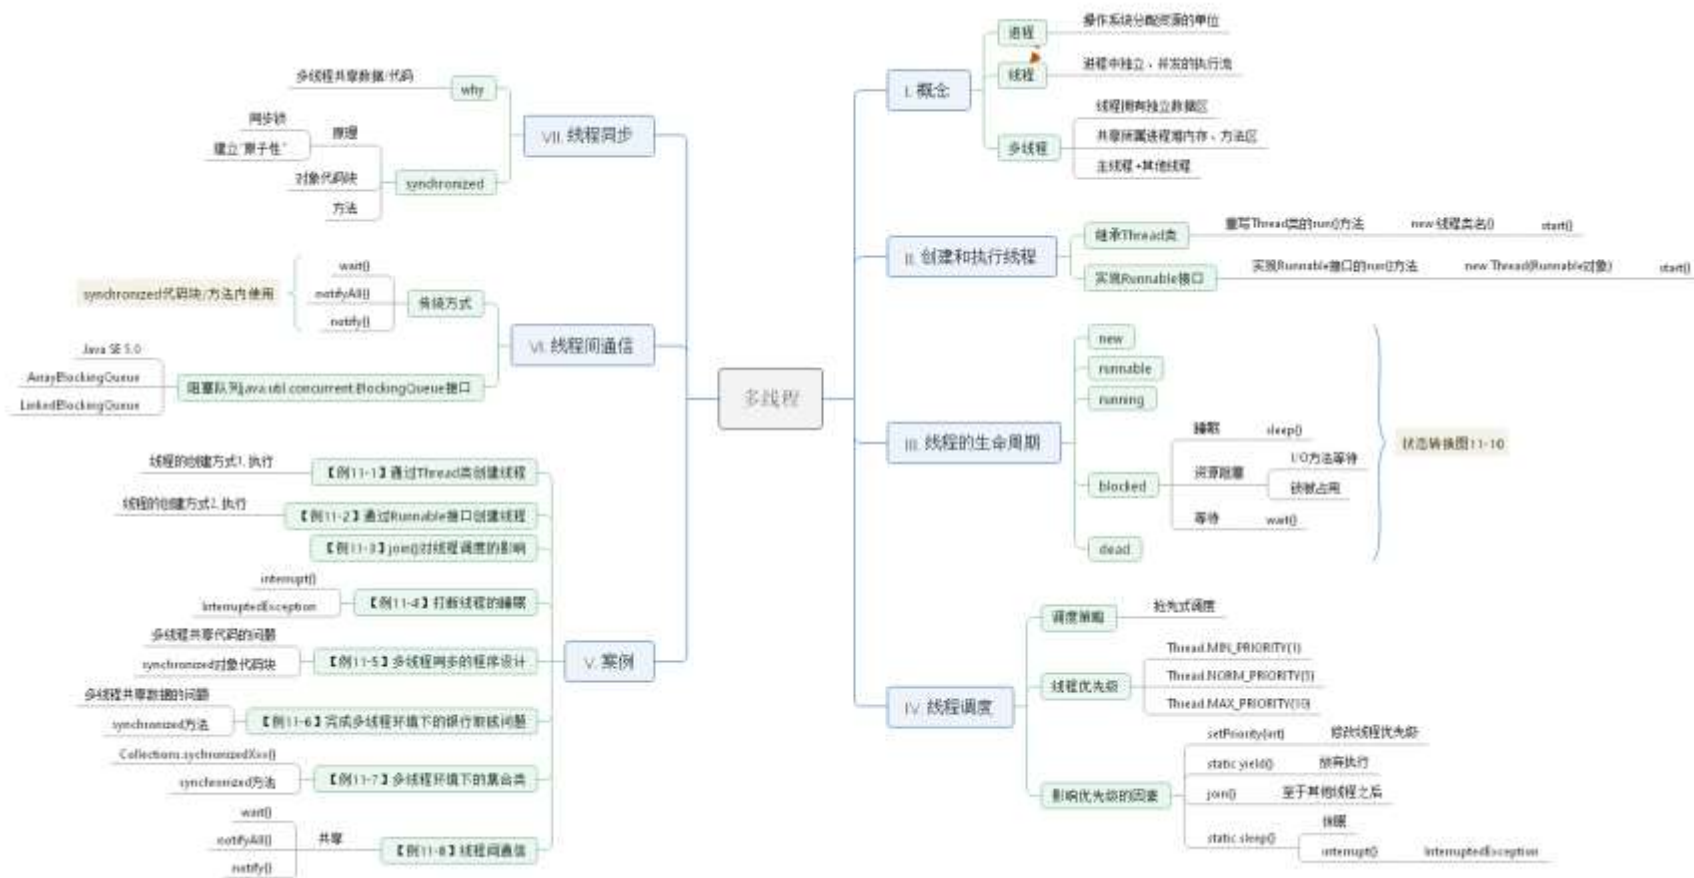 多线程
I. 概念
进程
操作系统分配资源的单位
线程
进程中独立、并发的执行流
多线程
线程拥有独立数据区
共享所属进程堆内存、方法区
主线程+其他线程
II. 创建和执行线程
继承Thread类
重写Thread类的run()方法
new 线程类名()
start()
实现Runnable接口
实现Runnable接口的run()方法
new Thread(Runnable对象)
start()
III. 线程的生命周期
new
runnable
running
blocked
睡眠
sleep()
资源阻塞
I/O方法等待
锁被占用
等待
wait()
dead
状态转换图11-10
IV. 线程调度
调度策略
抢先式调度
线程优先级
Thread.MIN_PRIORITY(1)
Thread.NORM_PRIORITY(5)
Thread.MAX_PRIORITY(10)
影响优先级的因素
setPriority(int)
修改线程优先级
static yield()
放弃执行
join()
至于其他线程之后
static sleep()
休眠
interrupt()
InterruptedException
VII. 线程同步
why
多线程共享数据/代码
synchronized
原理
同步锁
建立"原子性"
对象代码块
方法
VI. 线程间通信
传统方式
wait()
notifyAll()
notify()
synchronized代码块/方法内使用
阻塞队列java.util.concurrent.BlockingQueue接口
Java SE 5.0
ArrayBlockingQueue
LinkedBlockingQueue
V. 案例
【例11-1】通过Thread类创建线程
线程的创建方式1, 执行
【例11-2】通过Runnable接口创建线程
线程的创建方式2, 执行
【例11-3】join()对线程调度的影响
【例11-4】打断线程的睡眠
interrupt()
InterruptedException
【例11-5】多线程同步的程序设计
多线程共享代码的问题
synchronized对象代码块
【例11-6】完成多线程环境下的银行取钱问题
多线程共享数据的问题
synchronized方法
【例11-7】多线程环境下的集合类
Collections.sychronizedXxx()
synchronized方法
【例11-8】线程间通信
共享
wait()
notifyAll()
notify()